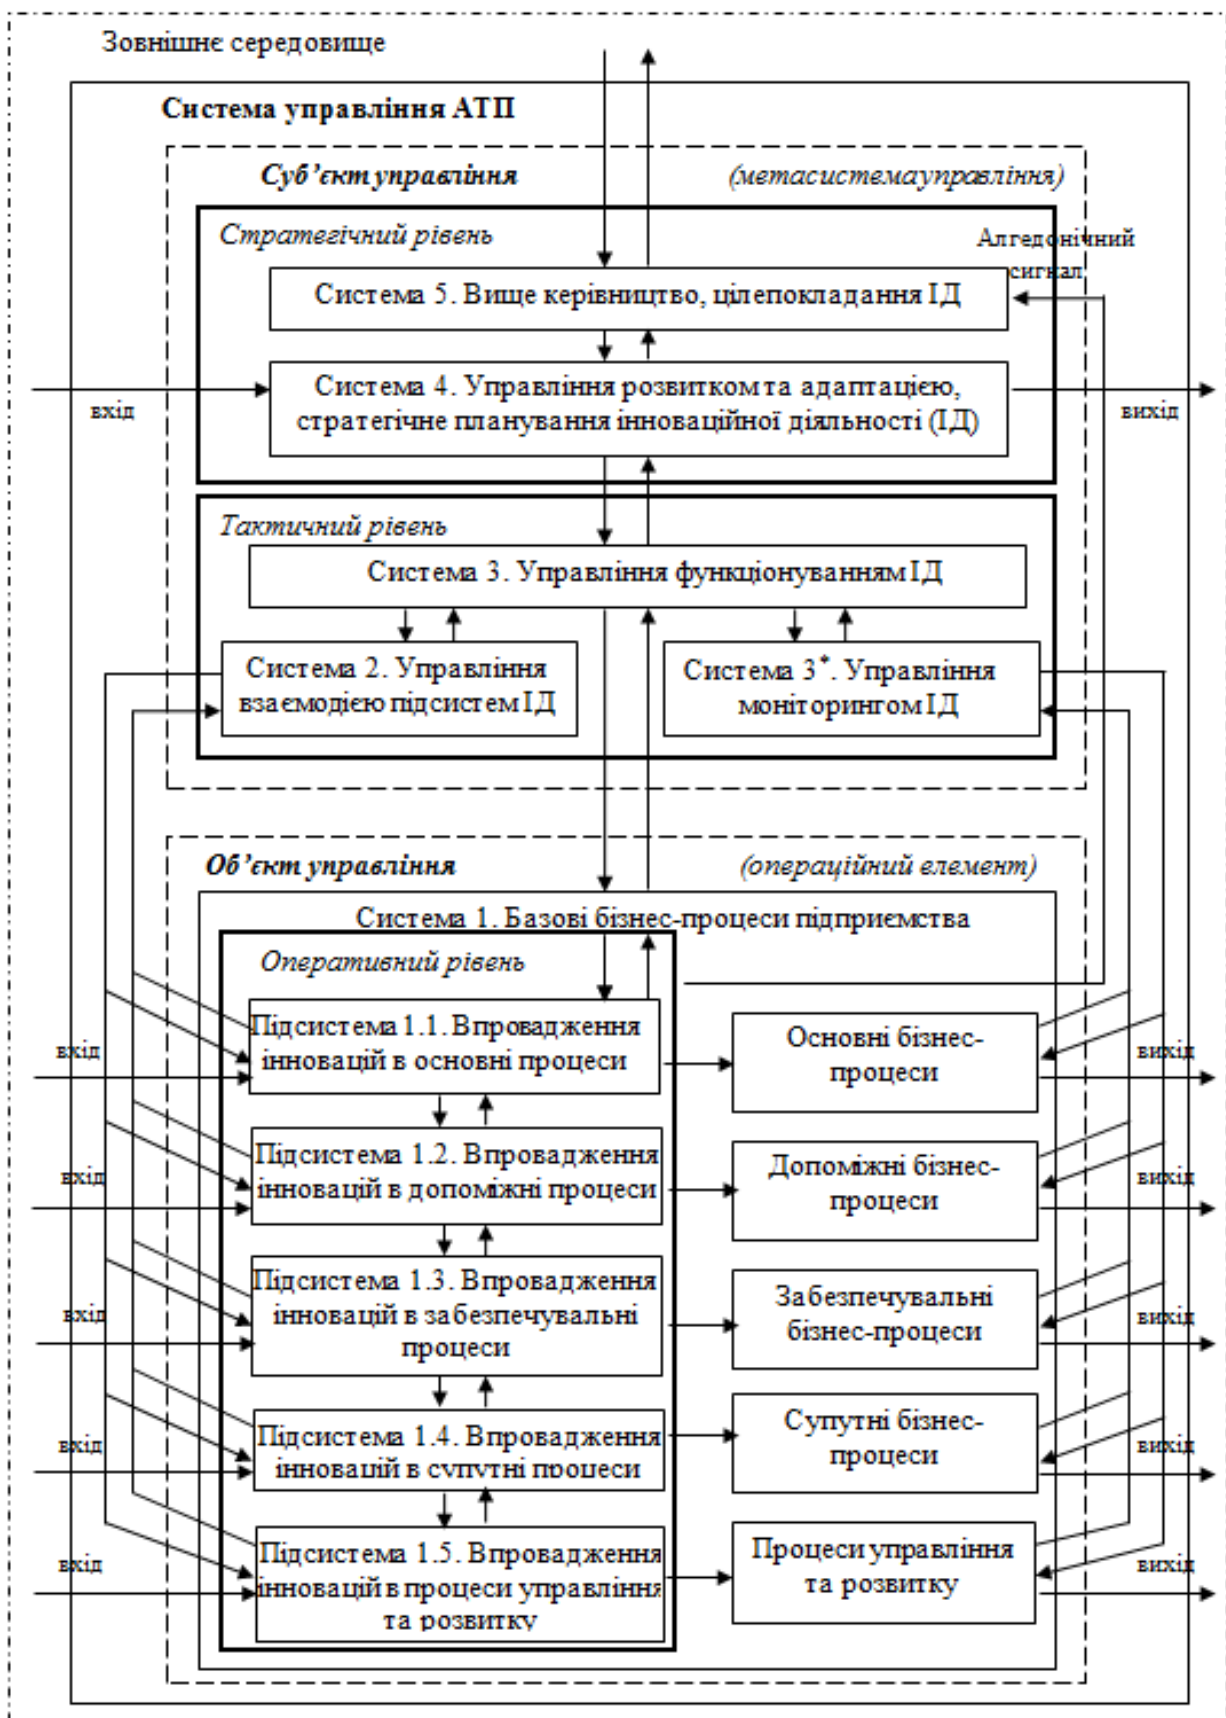 Зовнішнє середовище
Система управління АТП
Суб’єкт управління
(метасистема управління)
Стратегічний рівень
Алгедонічний
сигнал
Система 5. Вище керівництво, цілепокладання ІД
Система 4. Управління розвитком та адаптацією,
стратегічне планування інноваційної діяльності (ІД)
вхід
вихід
Тактичний рівень
Система 3. Управління функціонуванням ІД
Система 2. Управління
взаємодією підсистем ІД
Система 3*. Управління
моніторингом ІД
Об’єкт управління
(операційний елемент)
Система 1. Базові бізнес-процеси підприємства
Оперативний рівень
Підсистема 1.1. Впровадження
інновацій в основні процеси
Основні бізнес-
процеси
вхід
вихід
Підсистема 1.2. Впровадження
інновацій в допоміжні процеси
Допоміжні бізнес-
процеси
вхід
вихід
Підсистема 1.3. Впровадження
інновацій в забезпечувальні
процеси
Забезпечувальні
бізнес-процеси
вхід
вихід
Підсистема 1.4. Впровадження
інновацій в супутні процеси
Супутні бізнес-
процеси
вхід
вихід
Підсистема 1.5. Впровадження
інновацій в процеси управління
та розвитку
Процеси управління
та розвитку
вхід
вихід